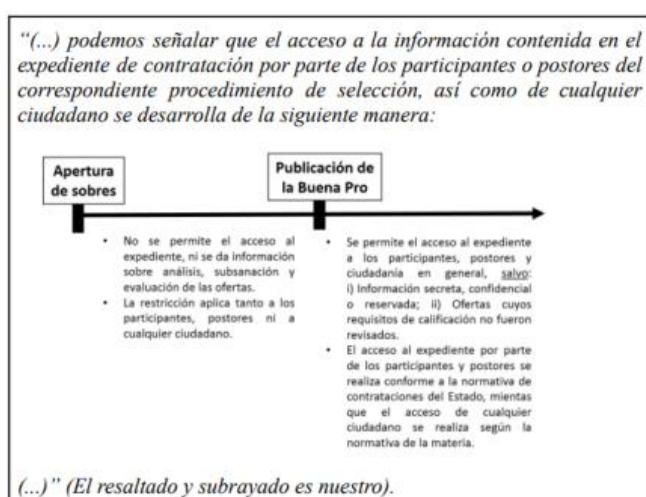 “(...) podemos señalar que el acceso a la información contenida en el
expediente de contratación por parte de los participantes o postores del
correspondiente procedimiento de selección, así como de cualquier
ciudadano se desarrolla de la siguiente manera:
Apertura
de sobres
• No se permite el acceso al
expediente, ni se da información
sobre análisis, subsanación y
evaluación de las ofertas.
• La restricción aplica tanto a los
participantes, postores ni a
cualquier ciudadano.
Publicación de
la Buena Pro
• Se permite el acceso al expediente
a los participantes, postores y
ciudadanía en general, salvo:
i) Información secreta, confidencial
o reservada; ii) Ofertas cuyos
requisitos de calificación no fueron
revisados.
• El acceso al expediente por parte
de los participantes y postores se
realiza conforme a la normativa de
contrataciones del Estado, mientas
que el acceso de cualquier
ciudadano se realiza según la
normativa de la materia.
(...)” (El resaltado y subrayado es nuestro).